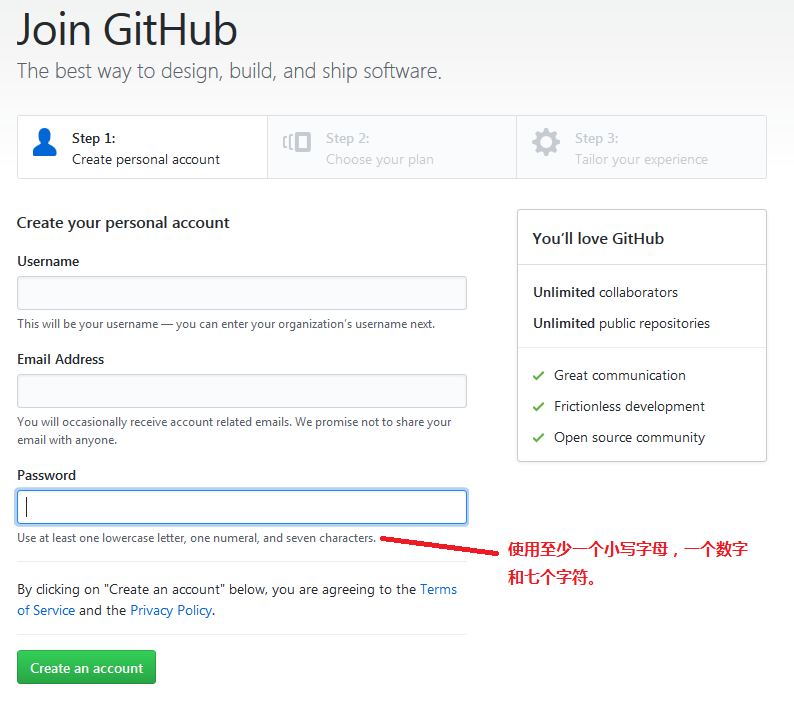 Join GitHub
The best way to design, build, and ship software.
Step 1:
Create personal account
Step 2:
Choose your plan
Step 3:
Tailor your experience
Create your personal account
Username
This will be your username — you can enter your organization's username next.
Email Address
You will occasionally receive account related emails. We promise not to share your
email with anyone.
Password
Use at least one lowercase letter, one numeral, and seven characters.
使用至少一个小写字母，一个数字
和七个字符。
By clicking on "Create an account" below, you are agreeing to the Terms
of Service and the Privacy Policy.
Create an account
You'll love GitHub
Unlimited collaborators
Unlimited public repositories
Great communication
Frictionless development
Open source community